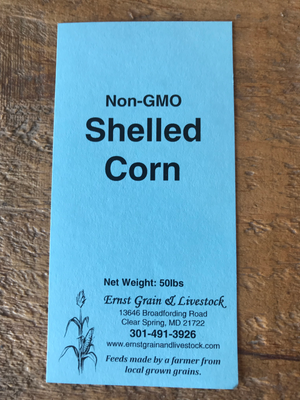 Non-GMO
Shelled
Corn
Net Weight: 50lbs
Ernst Grain & Livestock
13646 Broadfording Road
Clear Spring, MD 21722
301-491-3926
www.ernstgrainandlivestock.com
Feeds made by a farmer from
local grown grains.